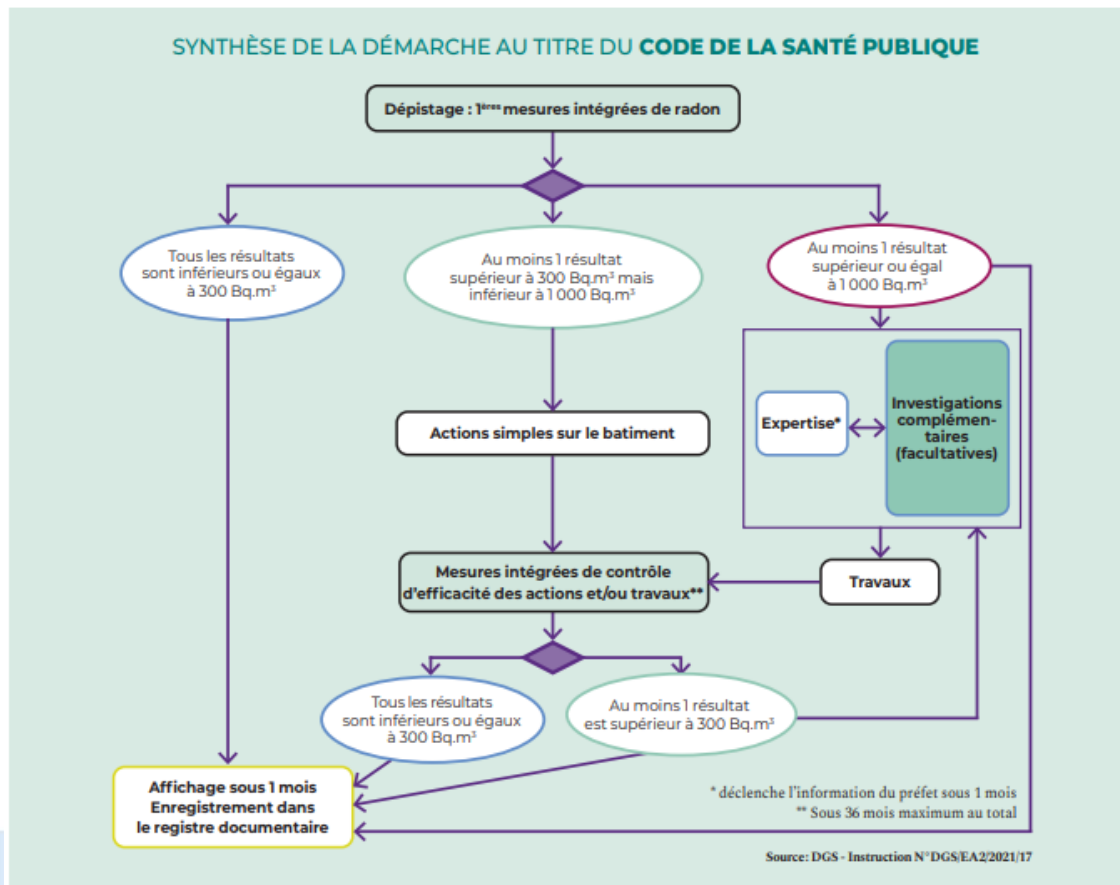 SYNTHÈSE DE LA DÉMARCHE AU TITRE DU CODE DE LA SANTÉ PUBLIQUE
Dépistage : 1ères mesures intégrées de radon
Tous les résultats
sont inférieurs ou égaux
à 300 Bq.m³
Au moins 1 résultat
supérieur à 300 Bq.m³ mais
inférieur à 1 000 Bq.m³
Au moins 1 résultat
supérieur ou égal
à 1 000 Bq.m³
Expertise*
Investigations
complémen-
taires
(facultatives)
Actions simples sur le batiment
Mesures intégrées de contrôle
d'efficacité des actions et/ou travaux**
Travaux
Tous les résultats
sont inférieurs ou égaux
à 300 Bq.m³
Au moins 1 résultat
est supérieur à 300 Bq.m³
Affichage sous 1 mois
Enregistrement dans
le registre documentaire
* déclenche l'information du préfet sous 1 mois
** Sous 36 mois maximum au total
Source: DGS - Instruction N°DGS/EA2/2021/17